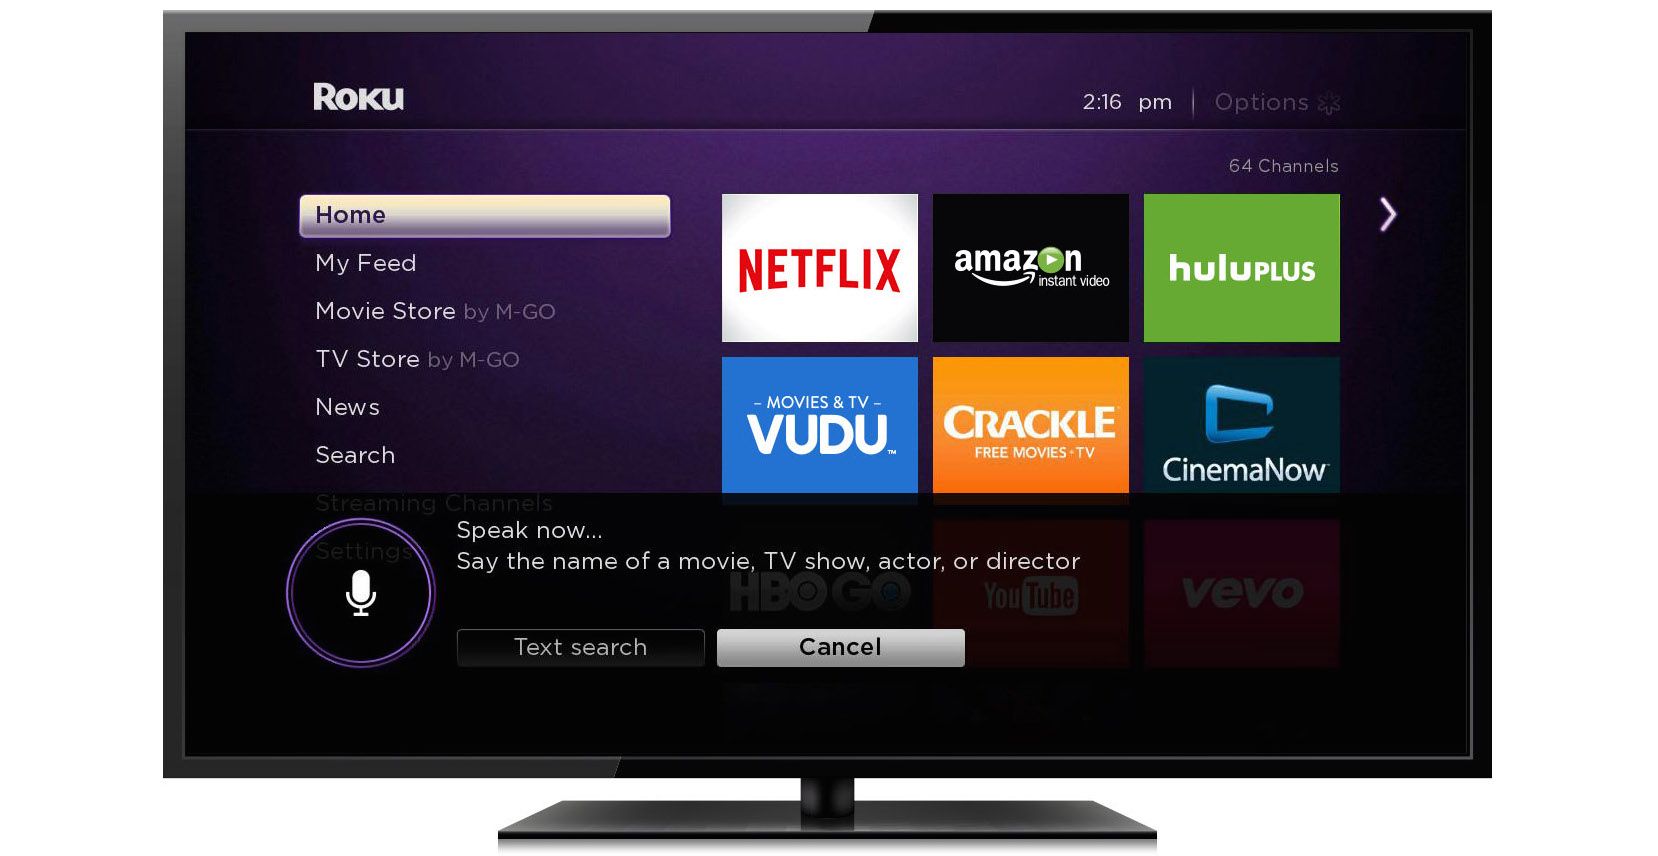 Roku
2:16 pm
Options
64 Channels
Home
My Feed
Movie Store by M-GO
TV Store by M-GO
News
Search
Streaming Channels
Settings
NETFLIX
amazon
instant video
huluPLUS
– MOVIES & TV –
VUDU™
CRACKLE
FREE MOVIES • TV
CinemaNow
HBO GO
YouTube
vevo
Speak now...
Say the name of a movie, TV show, actor, or director
Text search
Cancel